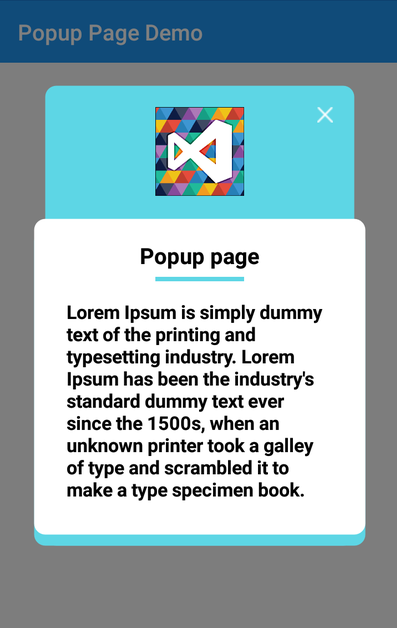 Popup Page Demo
Popup page
Lorem Ipsum is simply dummy
text of the printing and
typesetting industry. Lorem
Ipsum has been the industry's
standard dummy text ever
since the 1500s, when an
unknown printer took a galley
of type and scrambled it to
make a type specimen book.